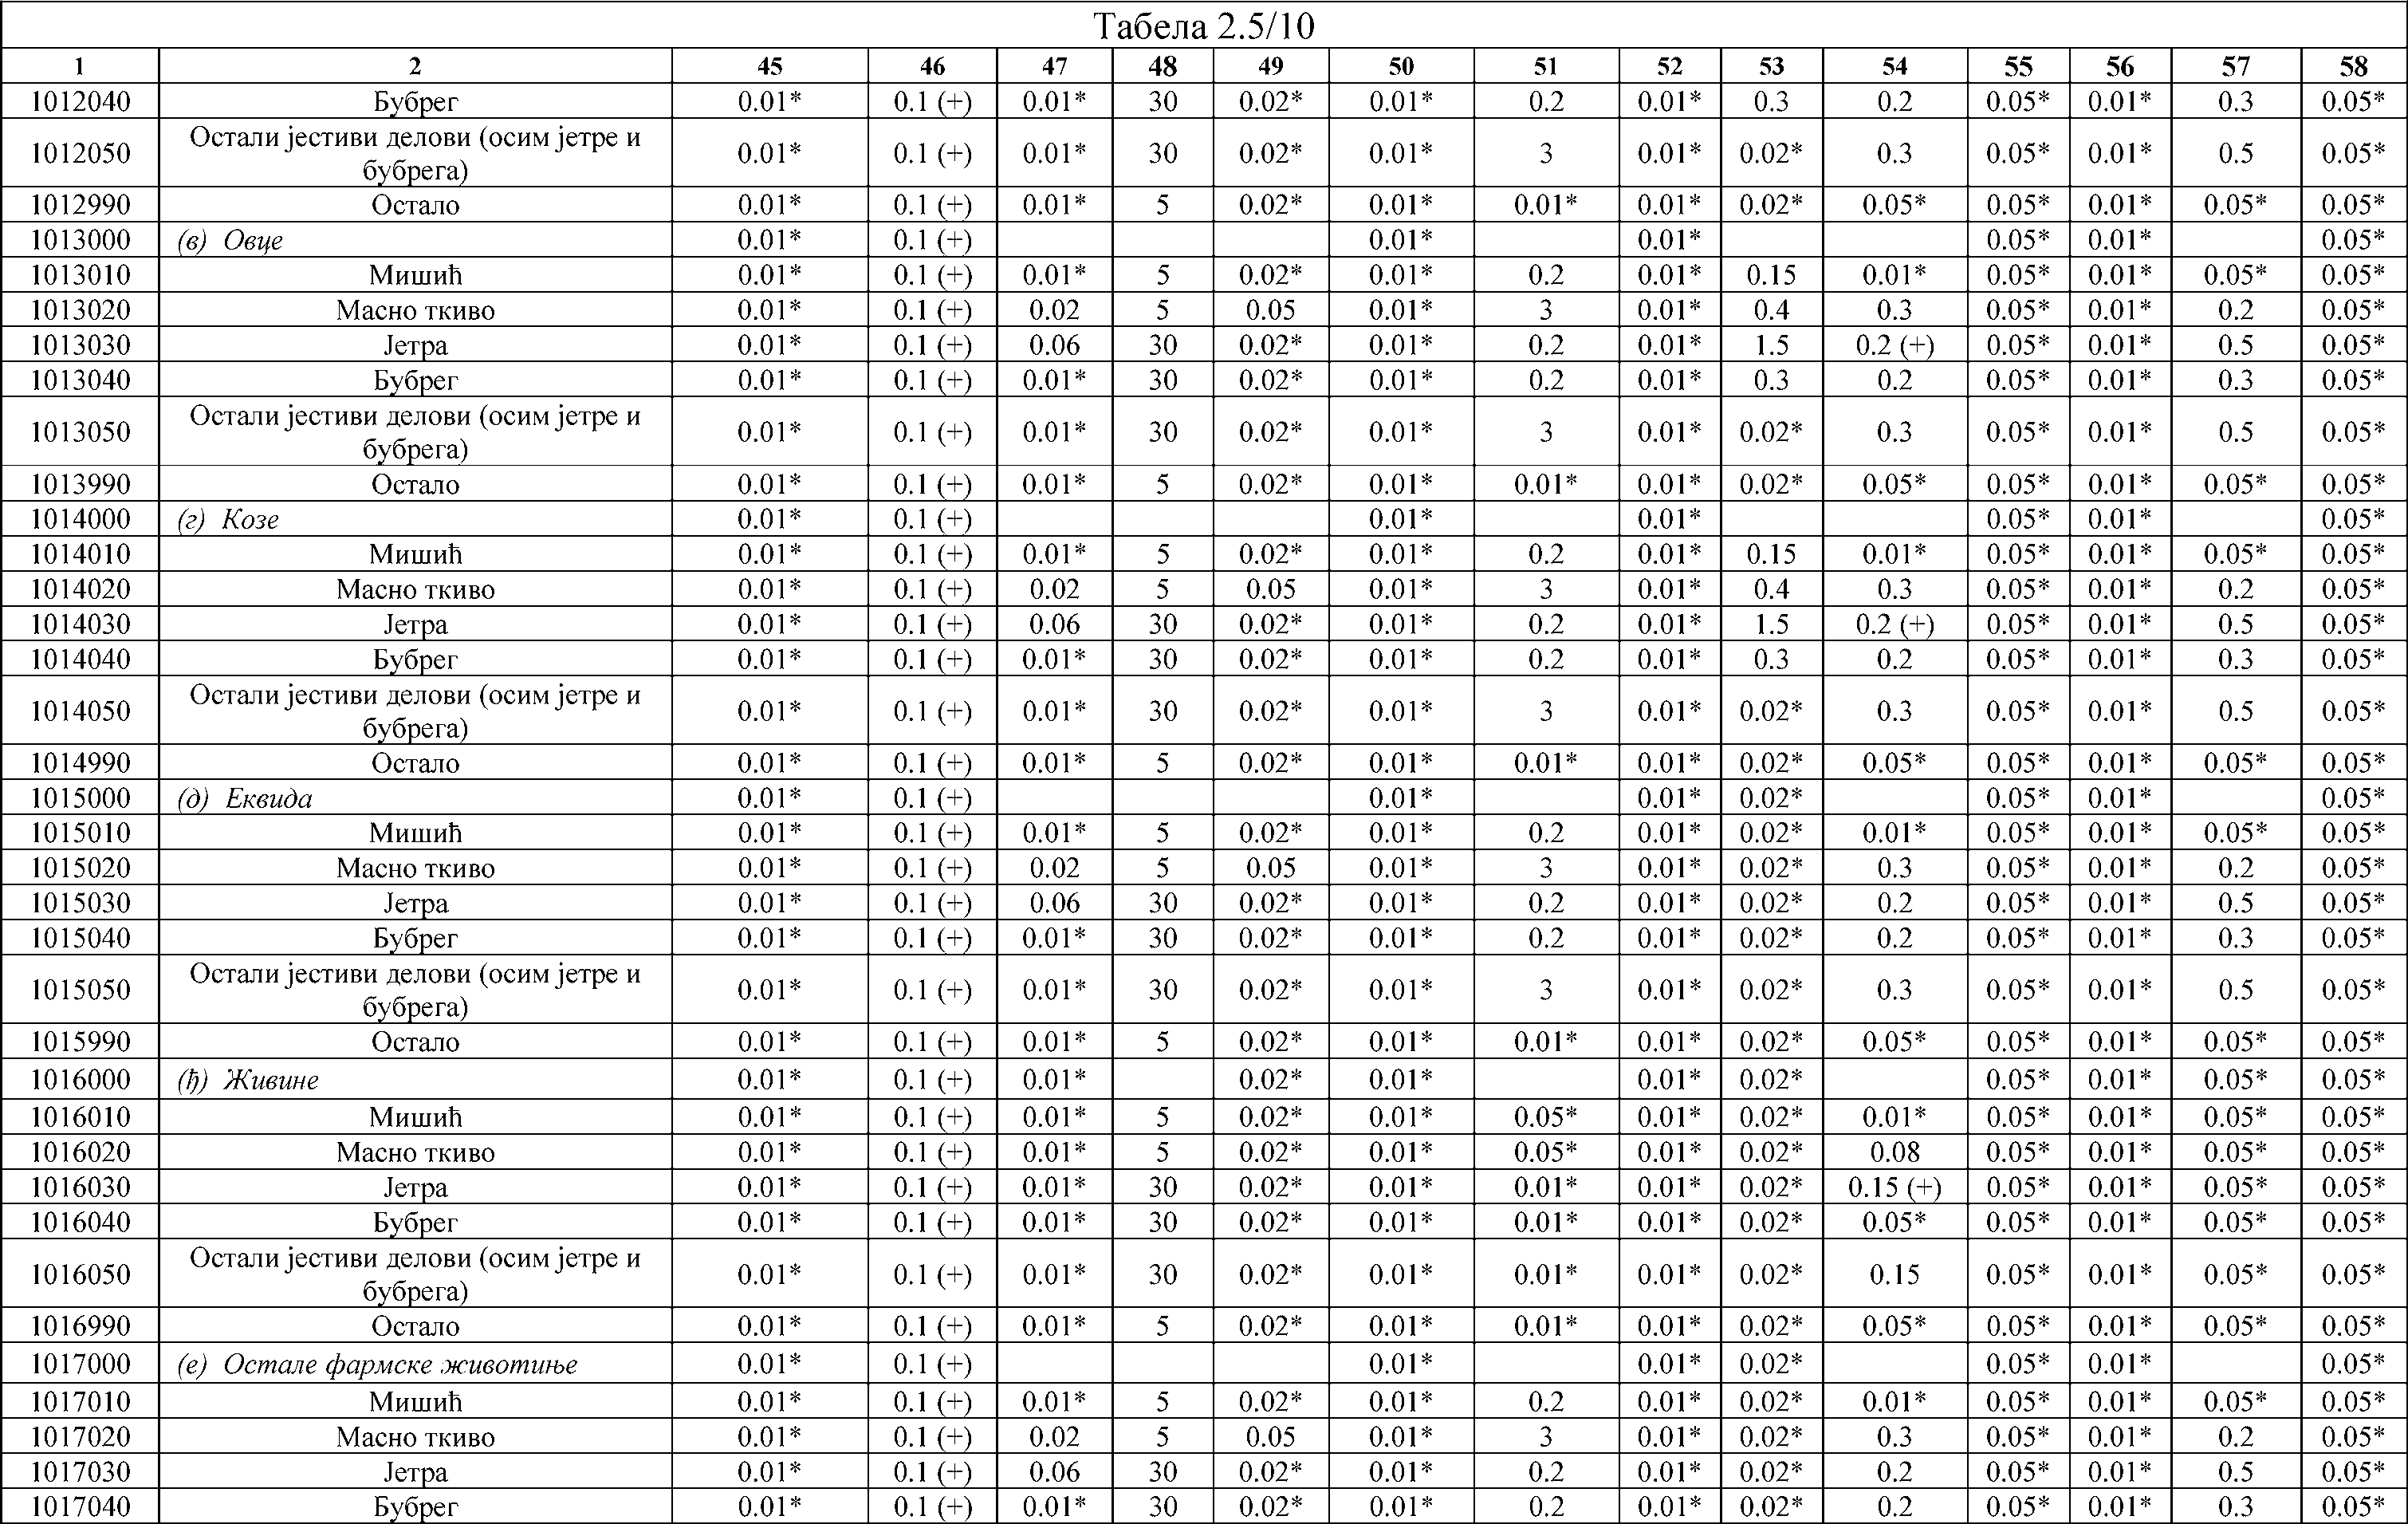 Табела 2.5/10
1 2 45 46 47 48 49 50 51 52 53 54 55 56 57 58
1012040 Бубрег 0.01* 0.1 (+) 0.01* 30 0.02* 0.01* 0.2 0.01* 0.3 0.2 0.05* 0.01* 0.3 0.05*
1012050 Остали јестиви делови (осим јетре и
бубрега) 0.01* 0.1 (+) 0.01* 30 0.02* 0.01* 3 0.01* 0.02* 0.3 0.05* 0.01* 0.5 0.05*
1012990 Остало 0.01* 0.1 (+) 0.01* 5 0.02* 0.01* 0.01* 0.01* 0.02* 0.05* 0.05* 0.01* 0.05* 0.05*
1013000 (в) Овце 0.01* 0.1 (+) 0.01* 0.01* 0.05* 0.01* 0.05*
1013010 Мишић 0.01* 0.1 (+) 0.01* 5 0.02* 0.01* 0.2 0.01* 0.15 0.01* 0.05* 0.01* 0.05* 0.05*
1013020 Масно ткиво 0.01* 0.1 (+) 0.02 5 0.05 0.01* 3 0.01* 0.4 0.3 0.05* 0.01* 0.2 0.05*
1013030 Јетра 0.01* 0.1 (+) 0.06 30 0.02* 0.01* 0.2 0.01* 1.5 0.2 (+) 0.05* 0.01* 0.5 0.05*
1013040 Бубрег 0.01* 0.1 (+) 0.01* 30 0.02* 0.01* 0.2 0.01* 0.3 0.2 0.05* 0.01* 0.3 0.05*
1013050 Остали јестиви делови (осим јетре и
бубрега) 0.01* 0.1 (+) 0.01* 30 0.02* 0.01* 3 0.01* 0.02* 0.3 0.05* 0.01* 0.5 0.05*
1013990 Остало 0.01* 0.1 (+) 0.01* 5 0.02* 0.01* 0.01* 0.01* 0.02* 0.05* 0.05* 0.01* 0.05* 0.05*
1014000 (г) Козе 0.01* 0.1 (+) 0.01* 0.01* 0.05* 0.01* 0.05*
1014010 Мишић 0.01* 0.1 (+) 0.01* 5 0.02* 0.01* 0.2 0.01* 0.15 0.01* 0.05* 0.01* 0.05* 0.05*
1014020 Масно ткиво 0.01* 0.1 (+) 0.02 5 0.05 0.01* 3 0.01* 0.4 0.3 0.05* 0.01* 0.2 0.05*
1014030 Јетра 0.01* 0.1 (+) 0.06 30 0.02* 0.01* 0.2 0.01* 1.5 0.2 (+) 0.05* 0.01* 0.5 0.05*
1014040 Бубрег 0.01* 0.1 (+) 0.01* 30 0.02* 0.01* 0.2 0.01* 0.3 0.2 0.05* 0.01* 0.3 0.05*
1014050 Остали јестиви делови (осим јетре и
бубрега) 0.01* 0.1 (+) 0.01* 30 0.02* 0.01* 3 0.01* 0.02* 0.3 0.05* 0.01* 0.5 0.05*
1014990 Остало 0.01* 0.1 (+) 0.01* 5 0.02* 0.01* 0.01* 0.01* 0.02* 0.05* 0.05* 0.01* 0.05* 0.05*
1015000 (д) Еквида 0.01* 0.1 (+) 0.01* 0.01* 0.02* 0.05* 0.01* 0.05*
1015010 Мишић 0.01* 0.1 (+) 0.01* 5 0.02* 0.01* 0.2 0.01* 0.02* 0.01* 0.05* 0.01* 0.05* 0.05*
1015020 Масно ткиво 0.01* 0.1 (+) 0.02 5 0.05 0.01* 3 0.01* 0.02* 0.3 0.05* 0.01* 0.2 0.05*
1015030 Јетра 0.01* 0.1 (+) 0.06 30 0.02* 0.01* 0.2 0.01* 0.02* 0.2 0.05* 0.01* 0.5 0.05*
1015040 Бубрег 0.01* 0.1 (+) 0.01* 30 0.02* 0.01* 0.2 0.01* 0.02* 0.2 0.05* 0.01* 0.3 0.05*
1015050 Остали јестиви делови (осим јетре и
бубрега) 0.01* 0.1 (+) 0.01* 30 0.02* 0.01* 3 0.01* 0.02* 0.3 0.05* 0.01* 0.5 0.05*
1015990 Остало 0.01* 0.1 (+) 0.01* 5 0.02* 0.01* 0.01* 0.01* 0.02* 0.05* 0.05* 0.01* 0.05* 0.05*
1016000 (ђ) Живине 0.01* 0.1 (+) 0.01* 0.02* 0.01* 0.01* 0.02* 0.05* 0.01* 0.05* 0.05*
1016010 Мишић 0.01* 0.1 (+) 0.01* 5 0.02* 0.01* 0.05* 0.01* 0.02* 0.01* 0.05* 0.01* 0.05* 0.05*
1016020 Масно ткиво 0.01* 0.1 (+) 0.01* 5 0.02* 0.01* 0.05* 0.01* 0.02* 0.08 0.05* 0.01* 0.05* 0.05*
1016030 Јетра 0.01* 0.1 (+) 0.01* 30 0.02* 0.01* 0.01* 0.01* 0.02* 0.15 (+) 0.05* 0.01* 0.05* 0.05*
1016040 Бубрег 0.01* 0.1 (+) 0.01* 30 0.02* 0.01* 0.01* 0.01* 0.02* 0.05* 0.05* 0.01* 0.05* 0.05*
1016050 Остали јестиви делови (осим јетре и
бубрега) 0.01* 0.1 (+) 0.01* 30 0.02* 0.01* 0.01* 0.01* 0.02* 0.15 0.05* 0.01* 0.05* 0.05*
1016990 Остало 0.01* 0.1 (+) 0.01* 5 0.02* 0.01* 0.01* 0.01* 0.02* 0.05* 0.05* 0.01* 0.05* 0.05*
1017000 (е) Остале фармске животиње 0.01* 0.1 (+) 0.01* 0.01* 0.02* 0.05* 0.01* 0.05*
1017010 Мишић 0.01* 0.1 (+) 0.01* 5 0.02* 0.01* 0.2 0.01* 0.02* 0.01* 0.05* 0.01* 0.05* 0.05*
1017020 Масно ткиво 0.01* 0.1 (+) 0.02 5 0.05 0.01* 3 0.01* 0.02* 0.3 0.05* 0.01* 0.2 0.05*
1017030 Јетра 0.01* 0.1 (+) 0.06 30 0.02* 0.01* 0.2 0.01* 0.02* 0.2 0.05* 0.01* 0.5 0.05*
1017040 Бубрег 0.01* 0.1 (+) 0.01* 30 0.02* 0.01* 0.2 0.01* 0.02* 0.2 0.05* 0.01* 0.3 0.05*